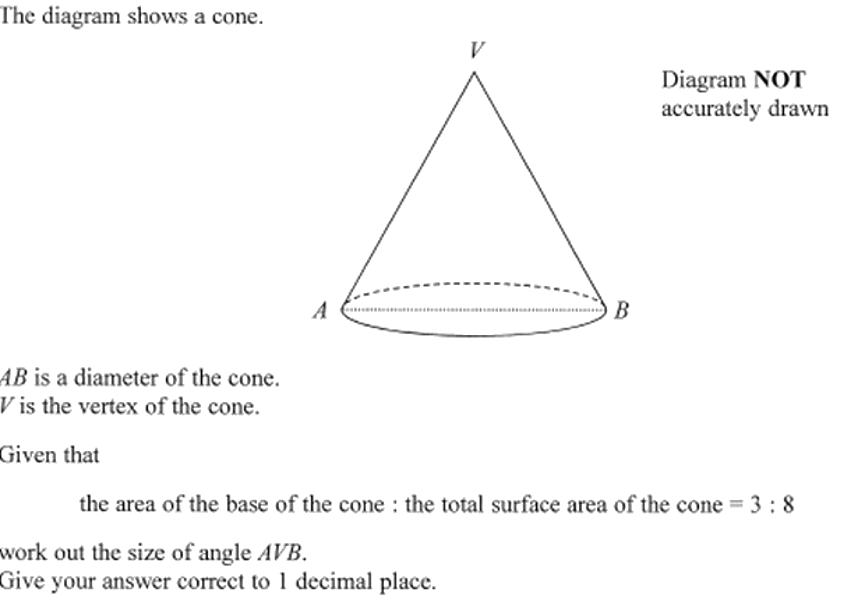 The diagram shows a cone.
V
Diagram NOT
accurately drawn
A
B
AB is a diameter of the cone.
V is the vertex of the cone.
Given that
the area of the base of the cone : the total surface area of the cone = 3 : 8
work out the size of angle AVB.
Give your answer correct to 1 decimal place.